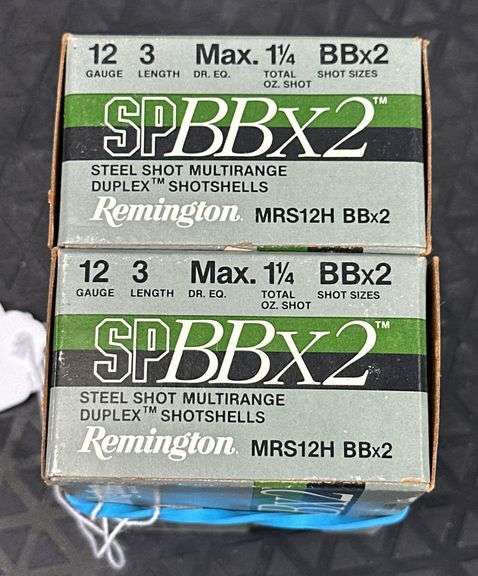 12 3 Max. 1¼ BBx2
GAUGE LENGTH DR. EQ. TOTAL OZ. SHOT SHOT SIZES
SPBBX2™
STEEL SHOT MULTIRANGE
DUPLEX™ SHOTSHELLS
Remington. MRS12H BBx2
12 3 Max. 1¼ BBx2
GAUGE LENGTH DR. EQ. TOTAL OZ. SHOT SHOT SIZES
SPBBX2™
STEEL SHOT MULTIRANGE
DUPLEX™ SHOTSHELLS
Remington. MRS12H BBx2